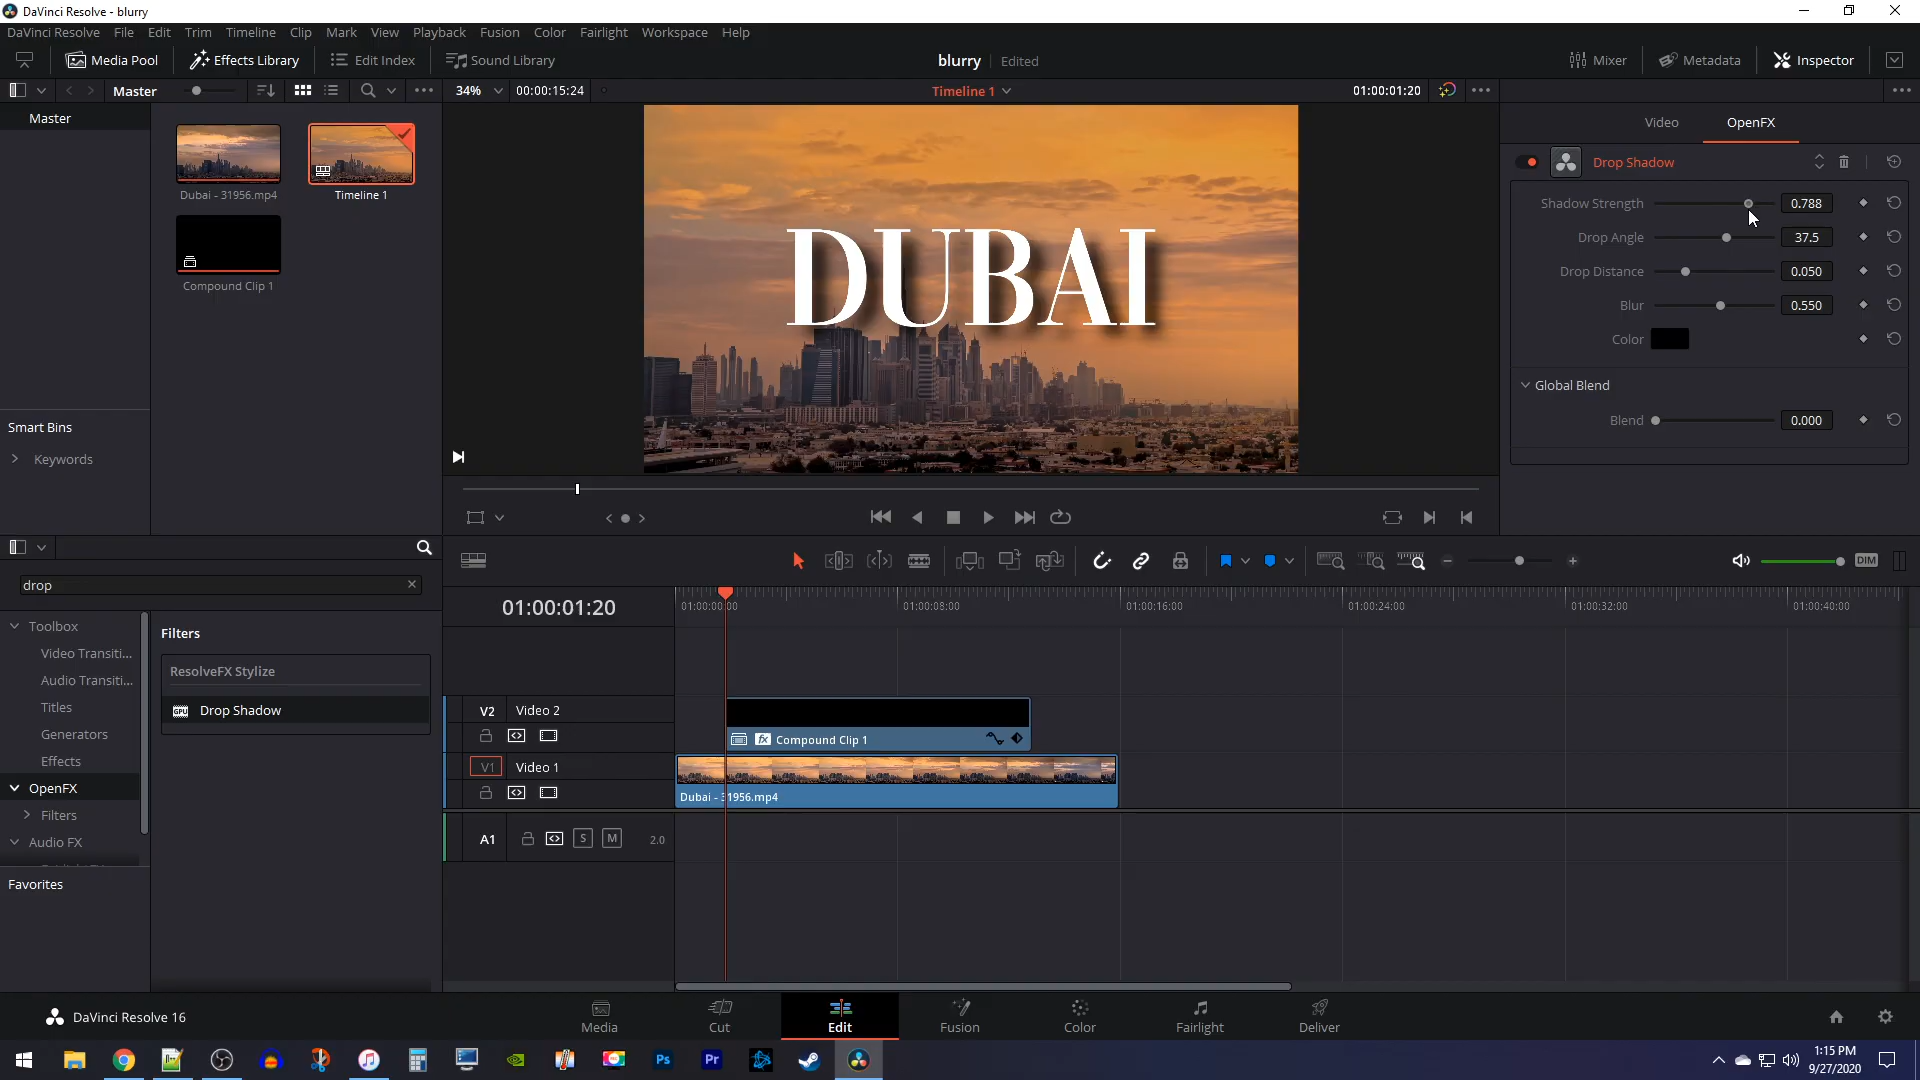 DaVinci Resolve - blurry
DaVinci Resolve File Edit Trim Timeline Clip Mark View Playback Fusion Color Fairlight Workspace Help
Media Pool Effects Library Edit Index Sound Library blurry Edited Mixer Metadata Inspector
Master 34% 00:00:15:24 Timeline 1 01:00:01:20
Master
Dubai - 31956.mp4
Timeline 1
Compound Clip 1
Smart Bins
Keywords
DUBAI
Video OpenFX
Drop Shadow
Shadow Strength 0.788
Drop Angle 37.5
Drop Distance 0.050
Blur 0.550
Color
Global Blend
Blend 0.000
drop
Toolbox
Video Transiti...
Audio Transiti...
Titles
Generators
Effects
OpenFX
Filters
Audio FX
Favorites
Filters
ResolveFX Stylize
GPU Drop Shadow
DIM
01:00:01:20
01:00:00:00 01:00:08:00 01:00:16:00 01:00:24:00 01:00:32:00 01:00:40:00
V2 Video 2
fx Compound Clip 1
V1 Video 1
Dubai - 31956.mp4
A1 S M 2.0
DaVinci Resolve 16
Media Cut Edit Fusion Color Fairlight Deliver
Ps Pr
1:15 PM
9/27/2020